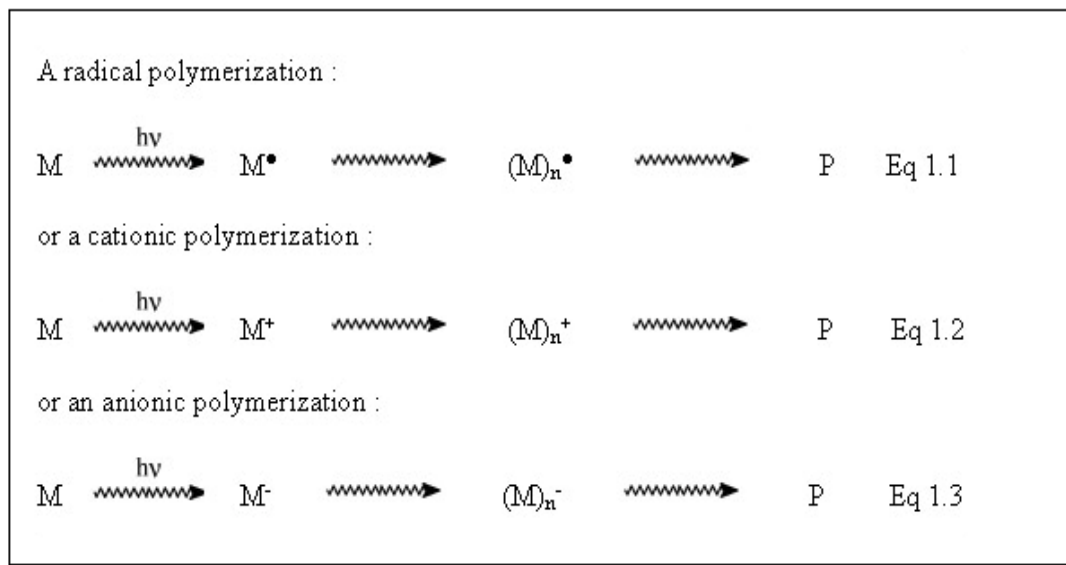 A radical polymerization :
hν
M M• (M)n• P Eq 1.1
or a cationic polymerization :
hν
M M+ (M)n+ P Eq 1.2
or an anionic polymerization :
hν
M M- (M)n- P Eq 1.3